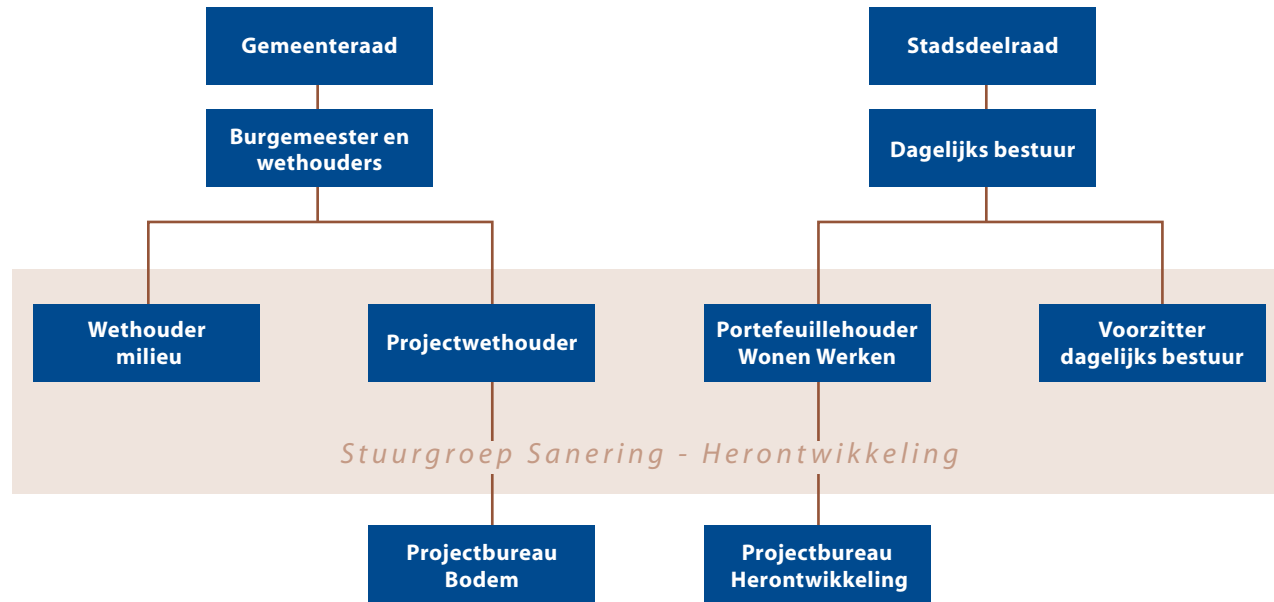 Gemeenteraad
Stadsdeelraad
Burgemeester en
wethouders
Dagelijks bestuur
Wethouder
milieu
Projectwethouder
Portefeuillehouder
Wonen Werken
Voorzitter
dagelijks bestuur
Stuurgroep Sanering - Herontwikkeling
Projectbureau
Bodem
Projectbureau
Herontwikkeling